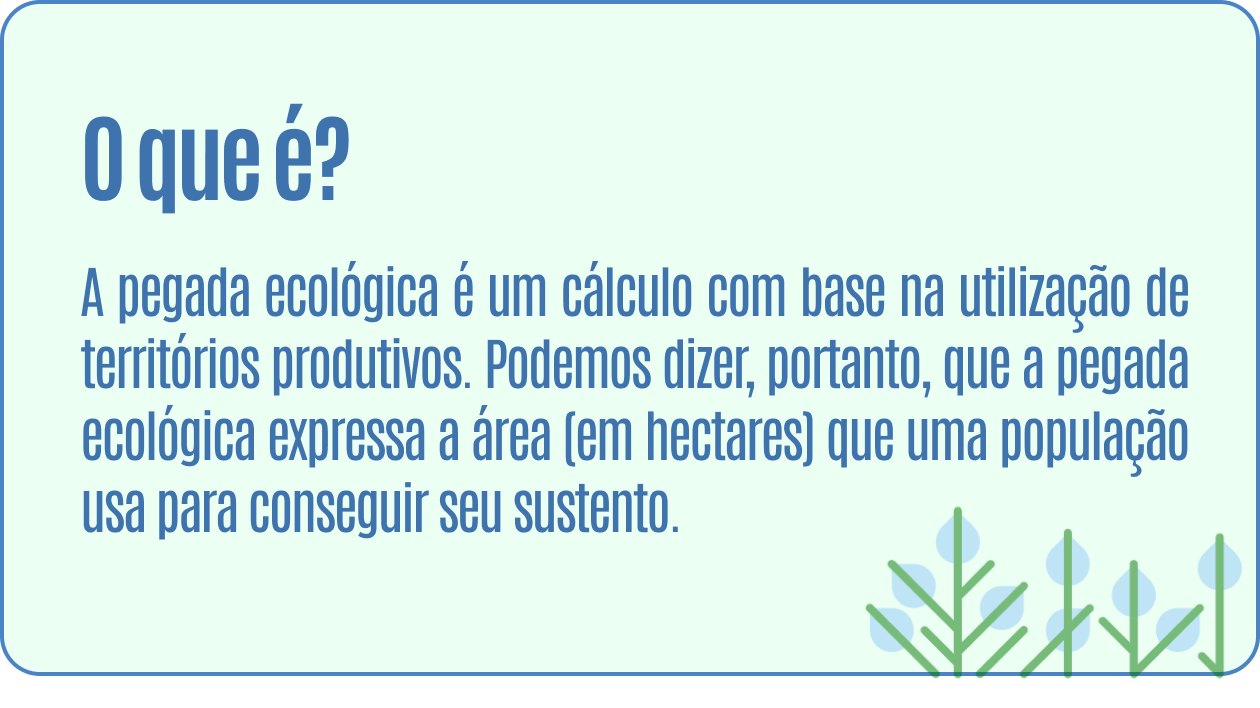 O que é?
A pegada ecológica é um cálculo com base na utilização de
territórios produtivos. Podemos dizer, portanto, que a pegada
ecológica expressa a área (em hectares) que uma população
usa para conseguir seu sustento.